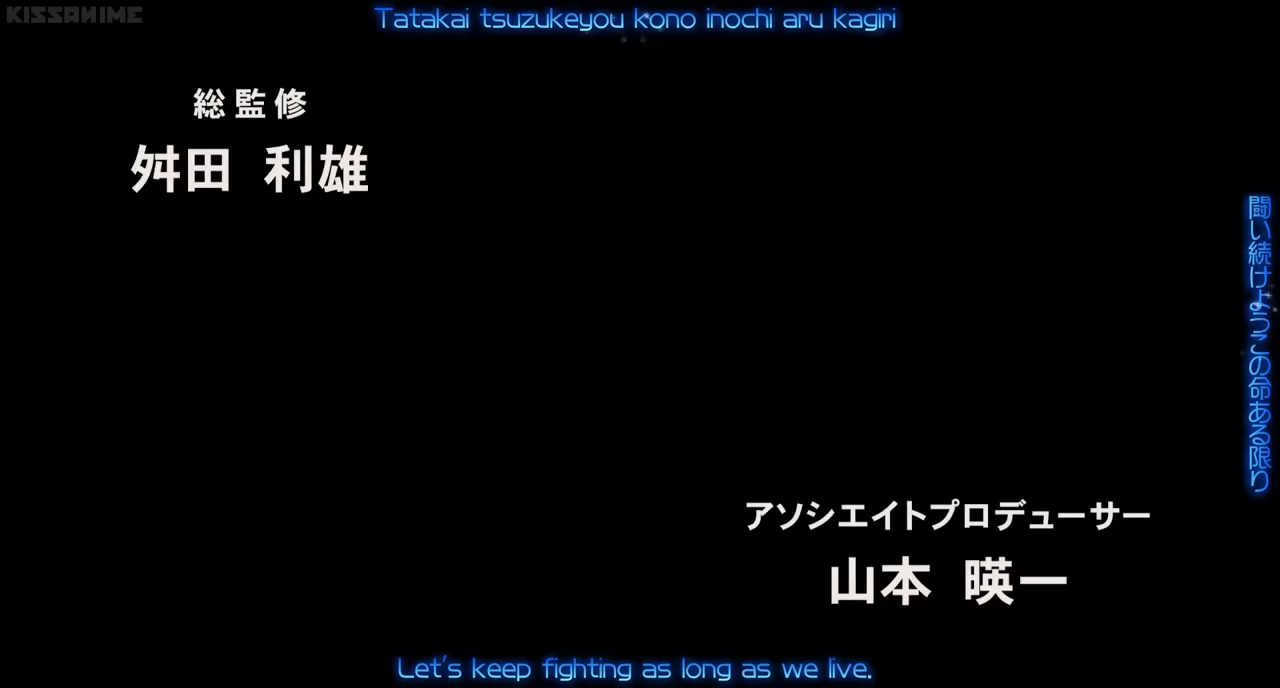 KISSANIME
Tatakai tsuzukeyou kono inochi aru kagiri
総監修
舛田 利雄
闘い続けようこの命ある限り
アソシエイトプロデューサー
山本 暎一
Let's keep fighting as long as we live.